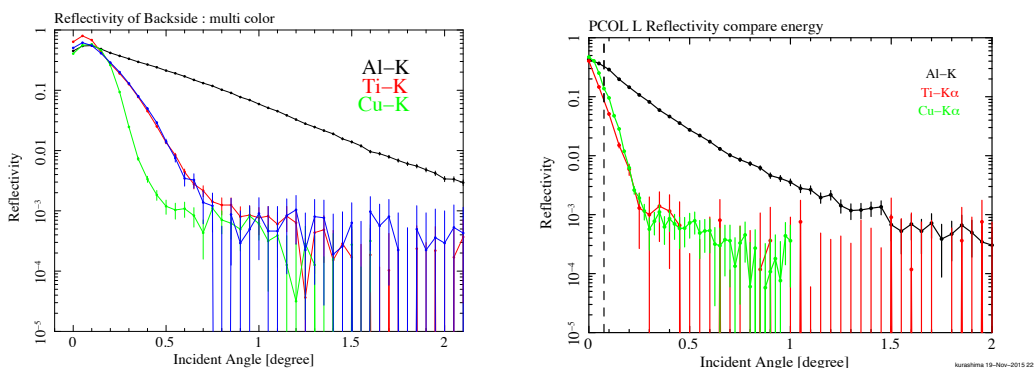 Reflectivity of Backside : multi color
Reflectivity
1
0.1
0.01
10−3
10−4
10−5
Al−K
Ti−K
Cu−K
0
0.5
1
1.5
2
Incident Angle [degree]
PCOL L Reflectivity compare energy
Reflectivity
1
0.1
0.01
10−3
10−4
10−5
Al−K
Ti−Kα
Cu−Kα
0
0.5
1
1.5
2
Incident Angle [degree]
kurashima 19−Nov−2015 22